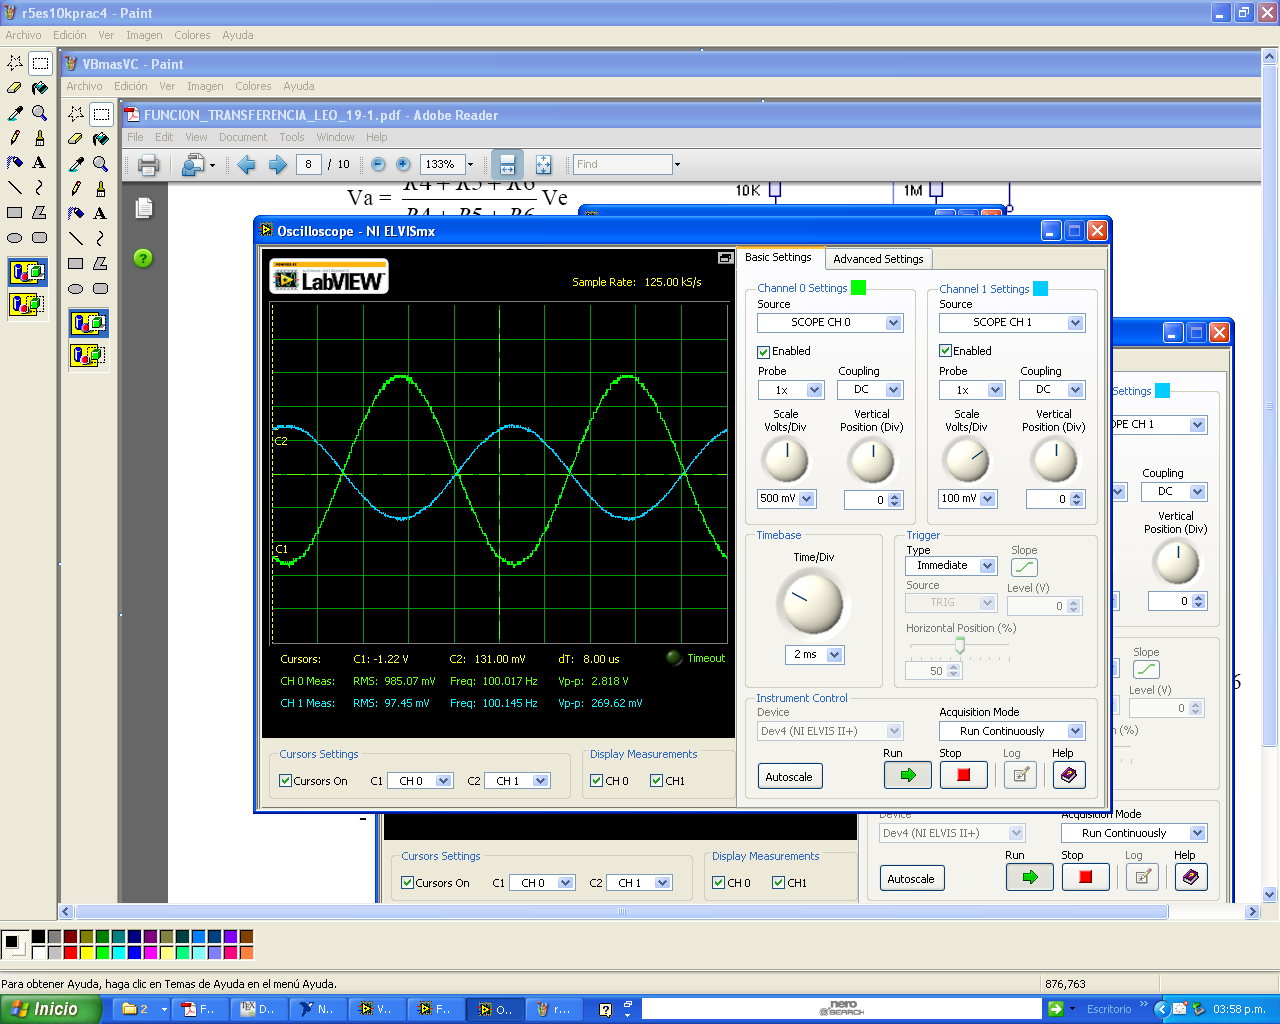 r5es10kprac4 - Paint
Archivo Edición Ver Imagen Colores Ayuda
VBmasVC - Paint
Archivo Edición Ver Imagen Colores Ayuda
FUNCION_TRANSFERENCIA_LEO_19-1.pdf - Adobe Reader
File Edit View Document Tools Window Help
8 / 10 133% Find
Va = R4 + R5 + R6 Ve
R4 + R5 + R6
10K 1M
Oscilloscope - NI ELVISmx
POWERED BY
LabVIEW
Sample Rate: 125.00 kS/s
C2
C1
Cursors: C1: -1.22 V C2: 131.00 mV dT: 8.00 us Timeout
CH 0 Meas: RMS: 985.07 mV Freq: 100.017 Hz Vp-p: 2.818 V
CH 1 Meas: RMS: 97.45 mV Freq: 100.145 Hz Vp-p: 269.62 mV
Cursors Settings
Cursors On C1 CH 0 C2 CH 1
Display Measurements
CH 0 CH1
Basic Settings Advanced Settings
Channel 0 Settings
Source
SCOPE CH 0
Enabled
Probe Coupling
1x DC
Scale Vertical
Volts/Div Position (Div)
500 mV 0
Channel 1 Settings
Source
SCOPE CH 1
Enabled
Probe Coupling
1x DC
Scale Vertical
Volts/Div Position (Div)
100 mV 0
Timebase
Time/Div
2 ms
Trigger
Type Slope
Immediate
Source Level (V)
TRIG 0
Horizontal Position (%)
50
Instrument Control
Device Acquisition Mode
Dev4 (NI ELVIS II+) Run Continuously
Run Stop Log Help
Autoscale
Settings
OPE CH 1
Coupling
DC
Vertical
Position (Div)
0
Slope
Level (V)
0
(%)
6
Device Acquisition Mode
Dev4 (NI ELVIS II+) Run Continuously
Run Stop Log Help
Autoscale
Cursors Settings
Cursors On C1 CH 0 C2 CH 1
Display Measurements
CH 0 CH1
Para obtener Ayuda, haga clic en Temas de Ayuda en el menú Ayuda.
876,763
Inicio 2 F... D... N... V... F... O... r... nero SEARCH Escritorio 03:58 p.m.